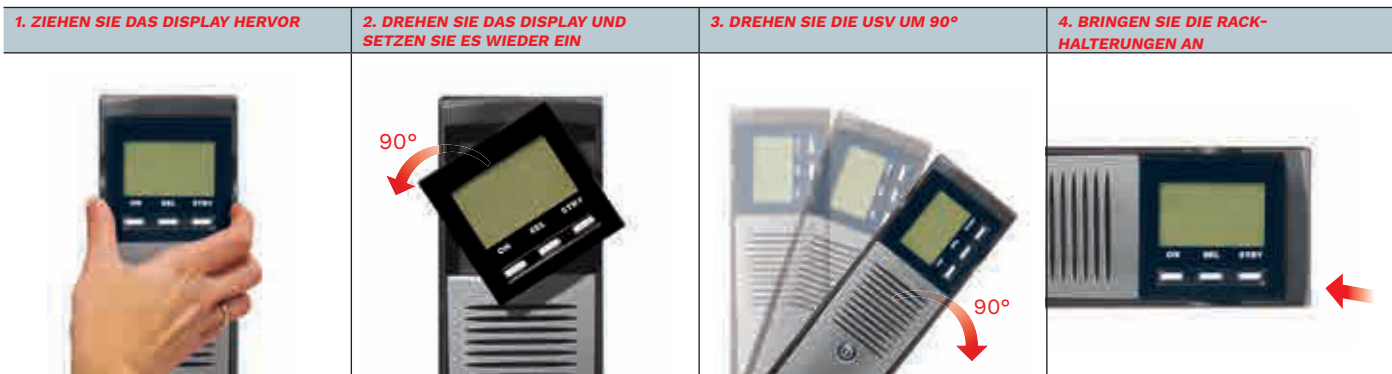 1. ZIEHEN SIE DAS DISPLAY HERVOR
2. DREHEN SIE DAS DISPLAY UND
SETZEN SIE ES WIEDER EIN
3. DREHEN SIE DIE USV UM 90°
4. BRINGEN SIE DIE RACK-
HALTERUNGEN AN
ON SEL STBY
90°
ON SEL STBY
90°
ON SEL STBY